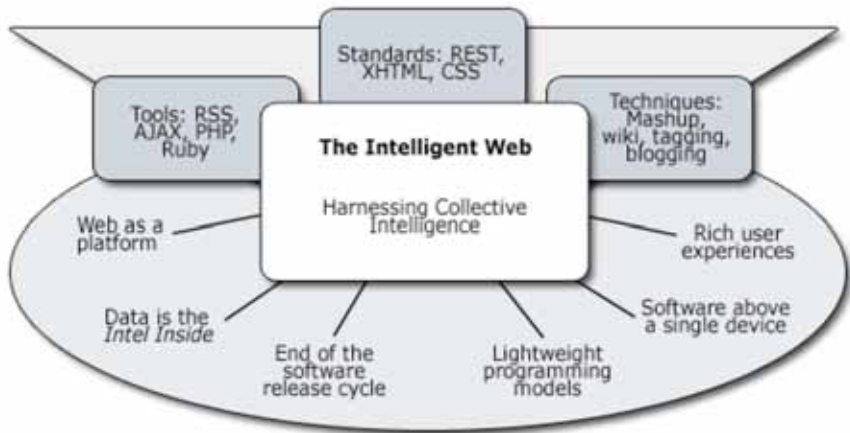 Standards: REST,
XHTML, CSS
Tools: RSS,
AJAX, PHP,
Ruby
Techniques:
Mashup,
wiki, tagging,
blogging
The Intelligent Web
Harnessing Collective
Intelligence
Web as a
platform
Data is the
Intel Inside
End of the
software
release cycle
Lightweight
programming
models
Software above
a single device
Rich user
experiences